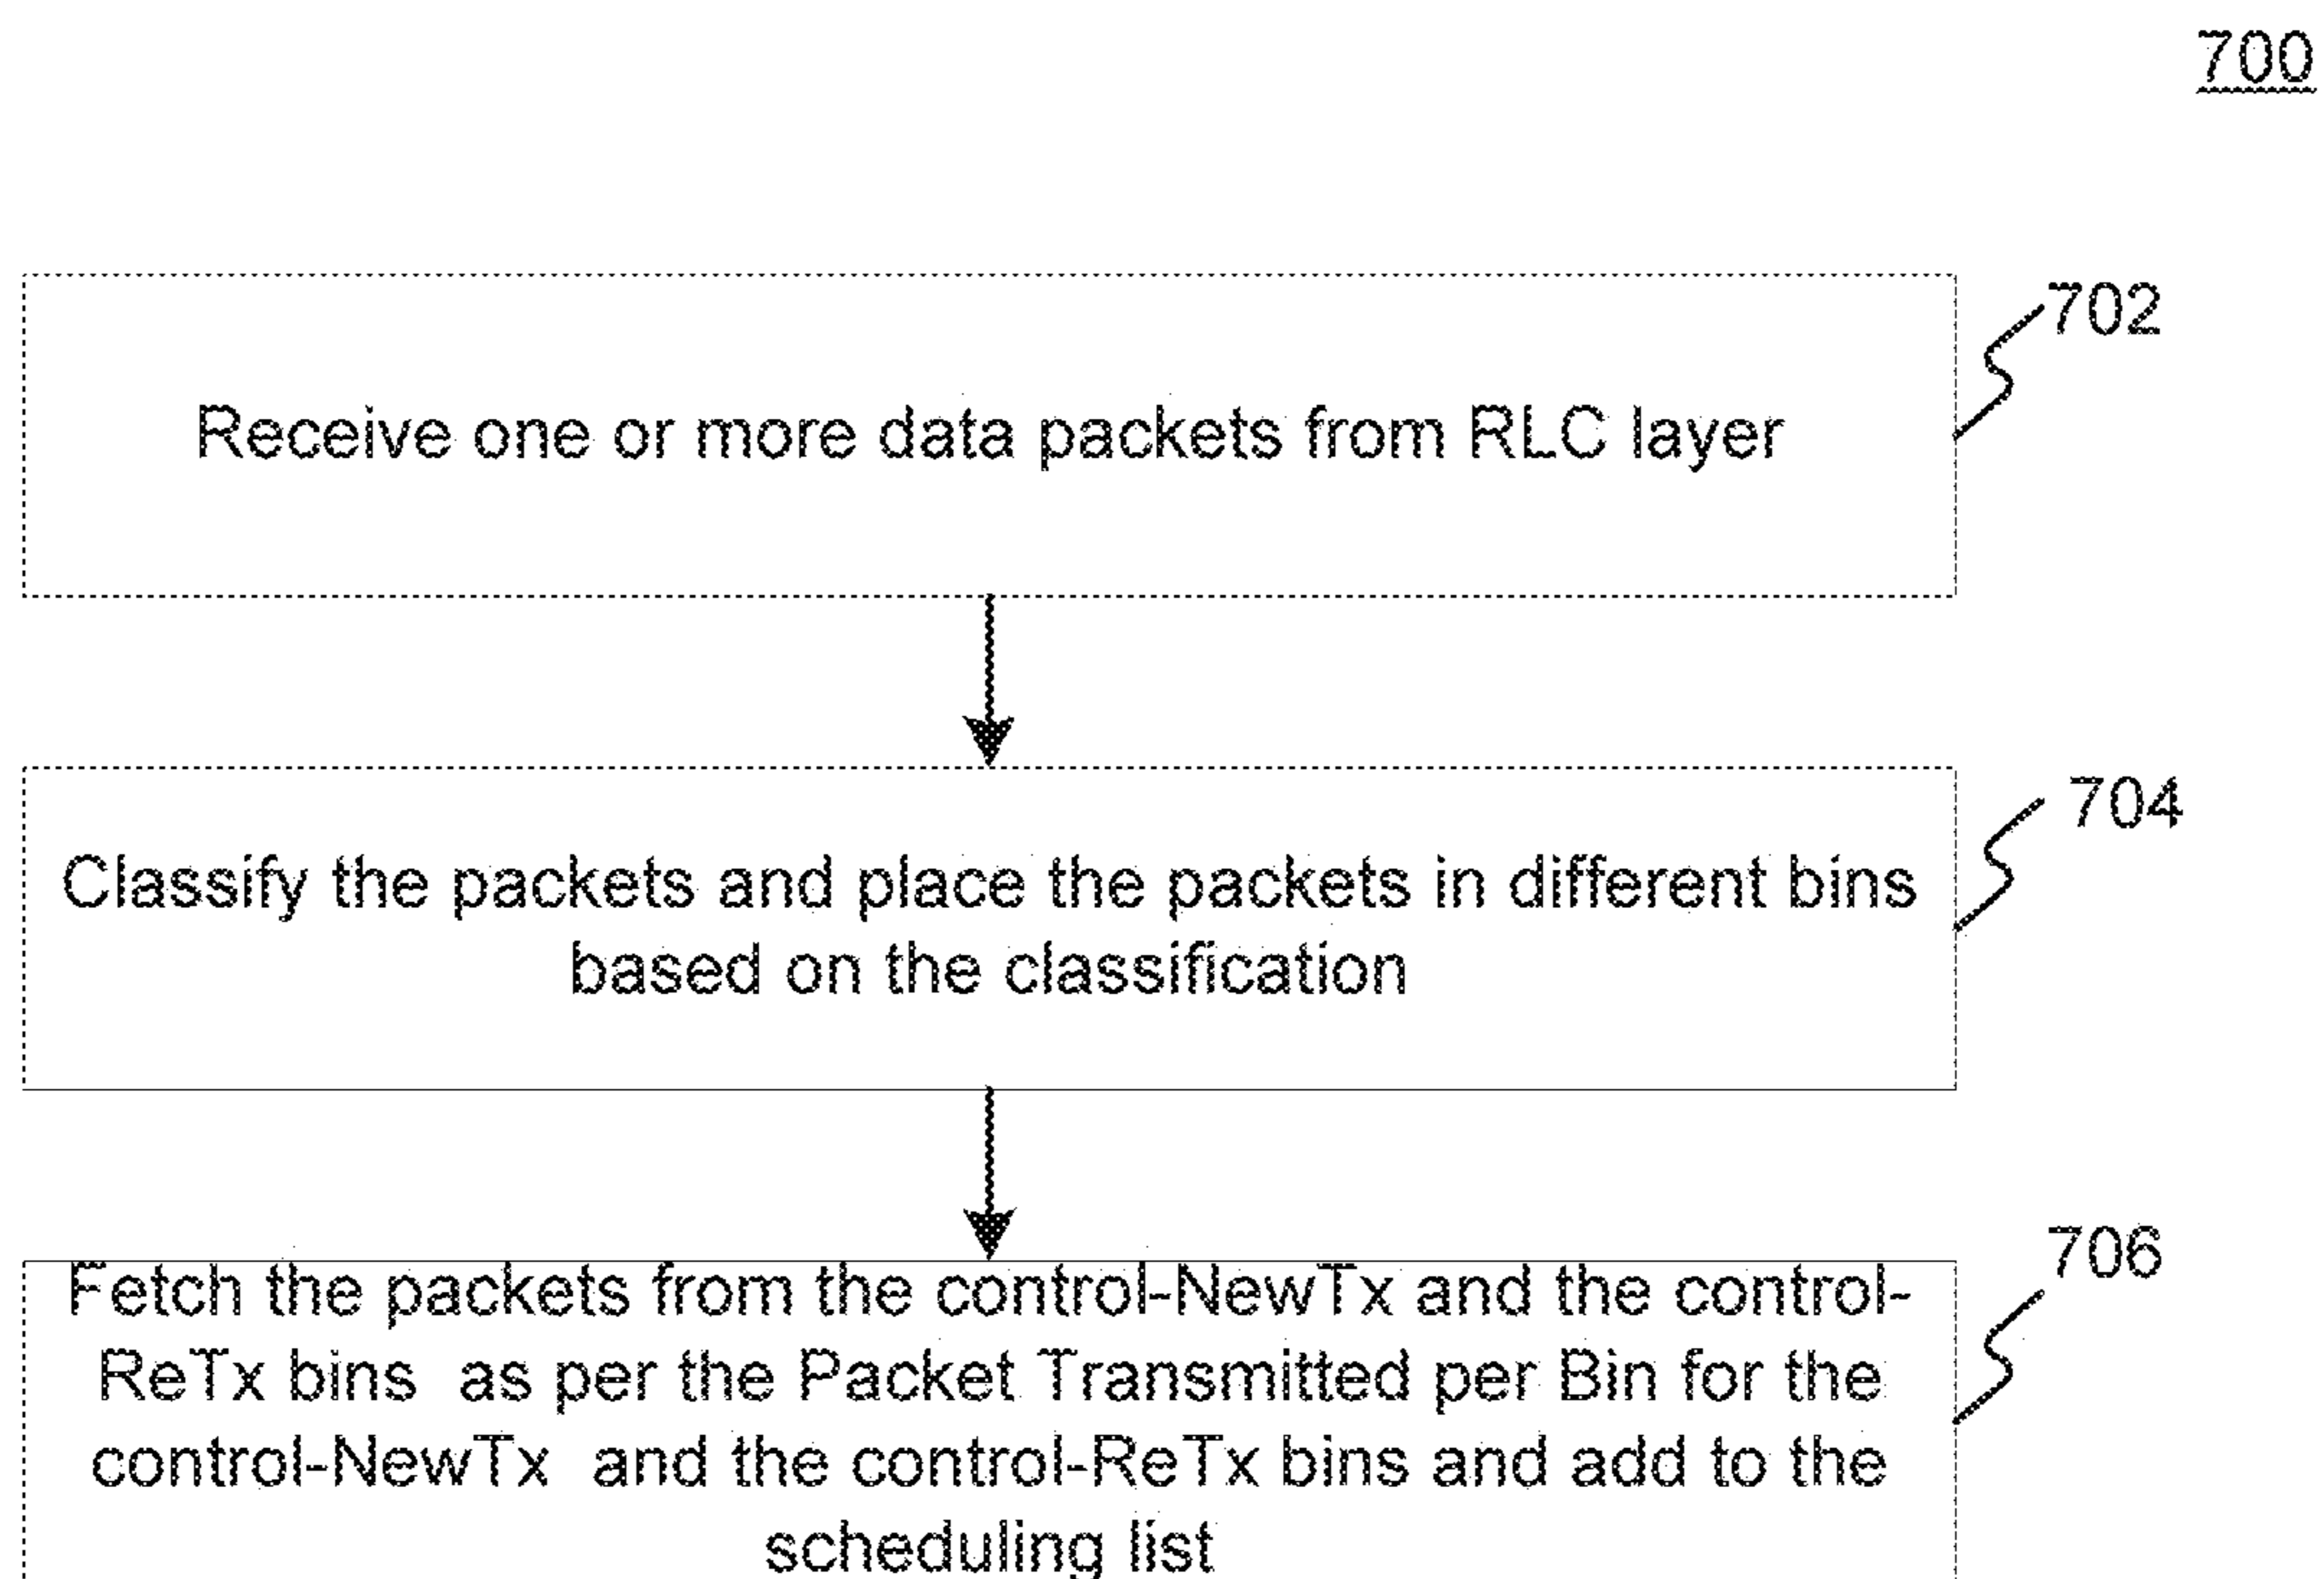 700
702
Receive one or more data packets from RLC layer
704
Classify the packets and place the packets in different bins
based on the classification
706
Fetch the packets from the control-NewTx and the control-
ReTx bins as per the Packet Transmitted per Bin for the
control-NewTx and the control-ReTx bins and add to the
scheduling list